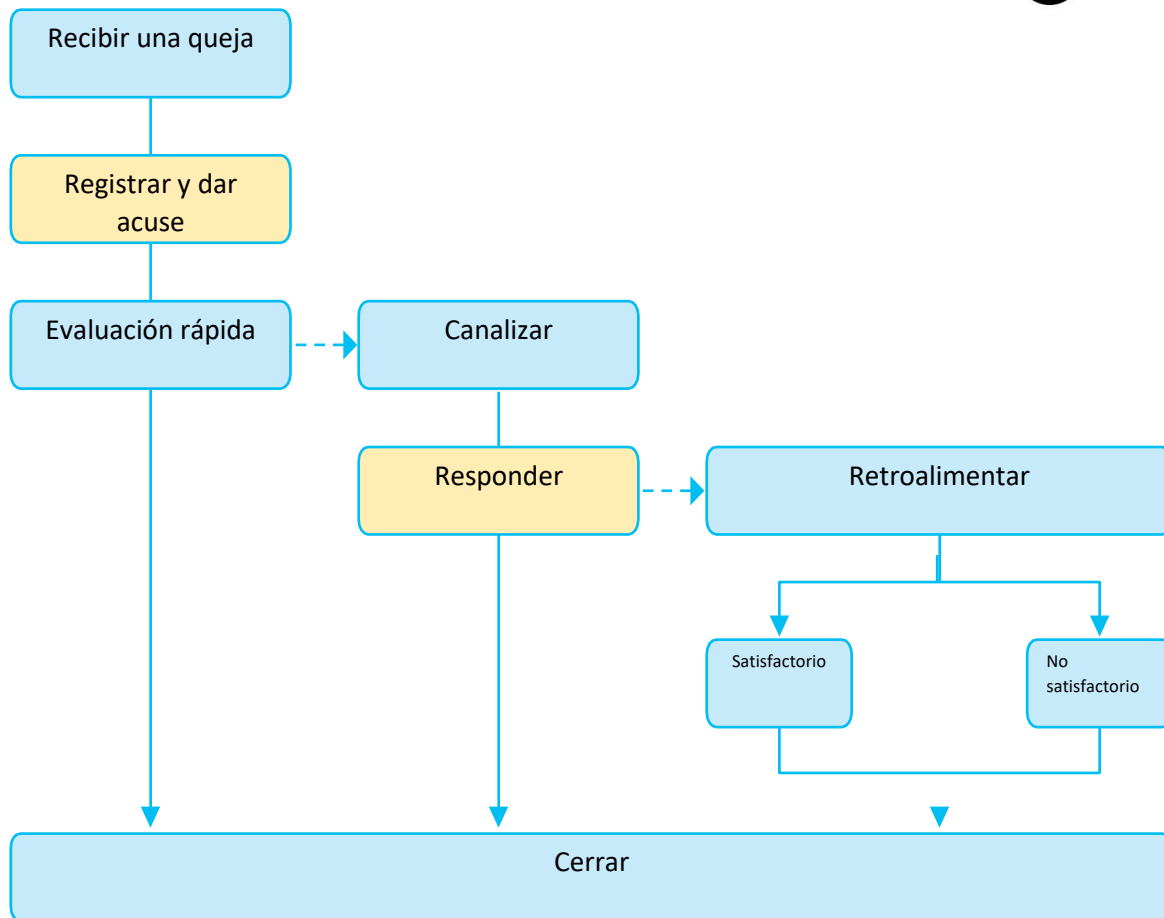 Recibir una queja
Registrar y dar
acuse
Evaluación rápida
Canalizar
Responder
Retroalimentar
Satisfactorio
No
satisfactorio
Cerrar